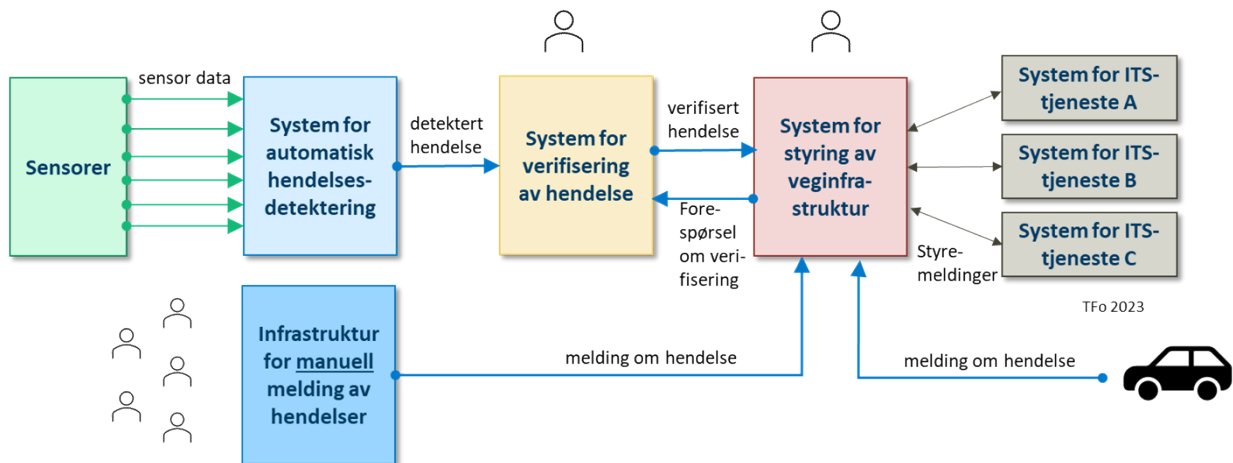 sensor data
Sensorer
System for
automatisk
hendelses-
detektering
detektert
hendelse
System for
verifisering
av hendelse
verifisert
hendelse
Fore-
spørsel
om veri-
fisering
System for
styring av
veginfra-
struktur
System for ITS-
tjeneste A
System for ITS-
tjeneste B
System for ITS-
tjeneste C
Styre-
meldinger
TFo 2023
Infrastruktur
for manuell
melding av
hendelser
melding om hendelse
melding om hendelse